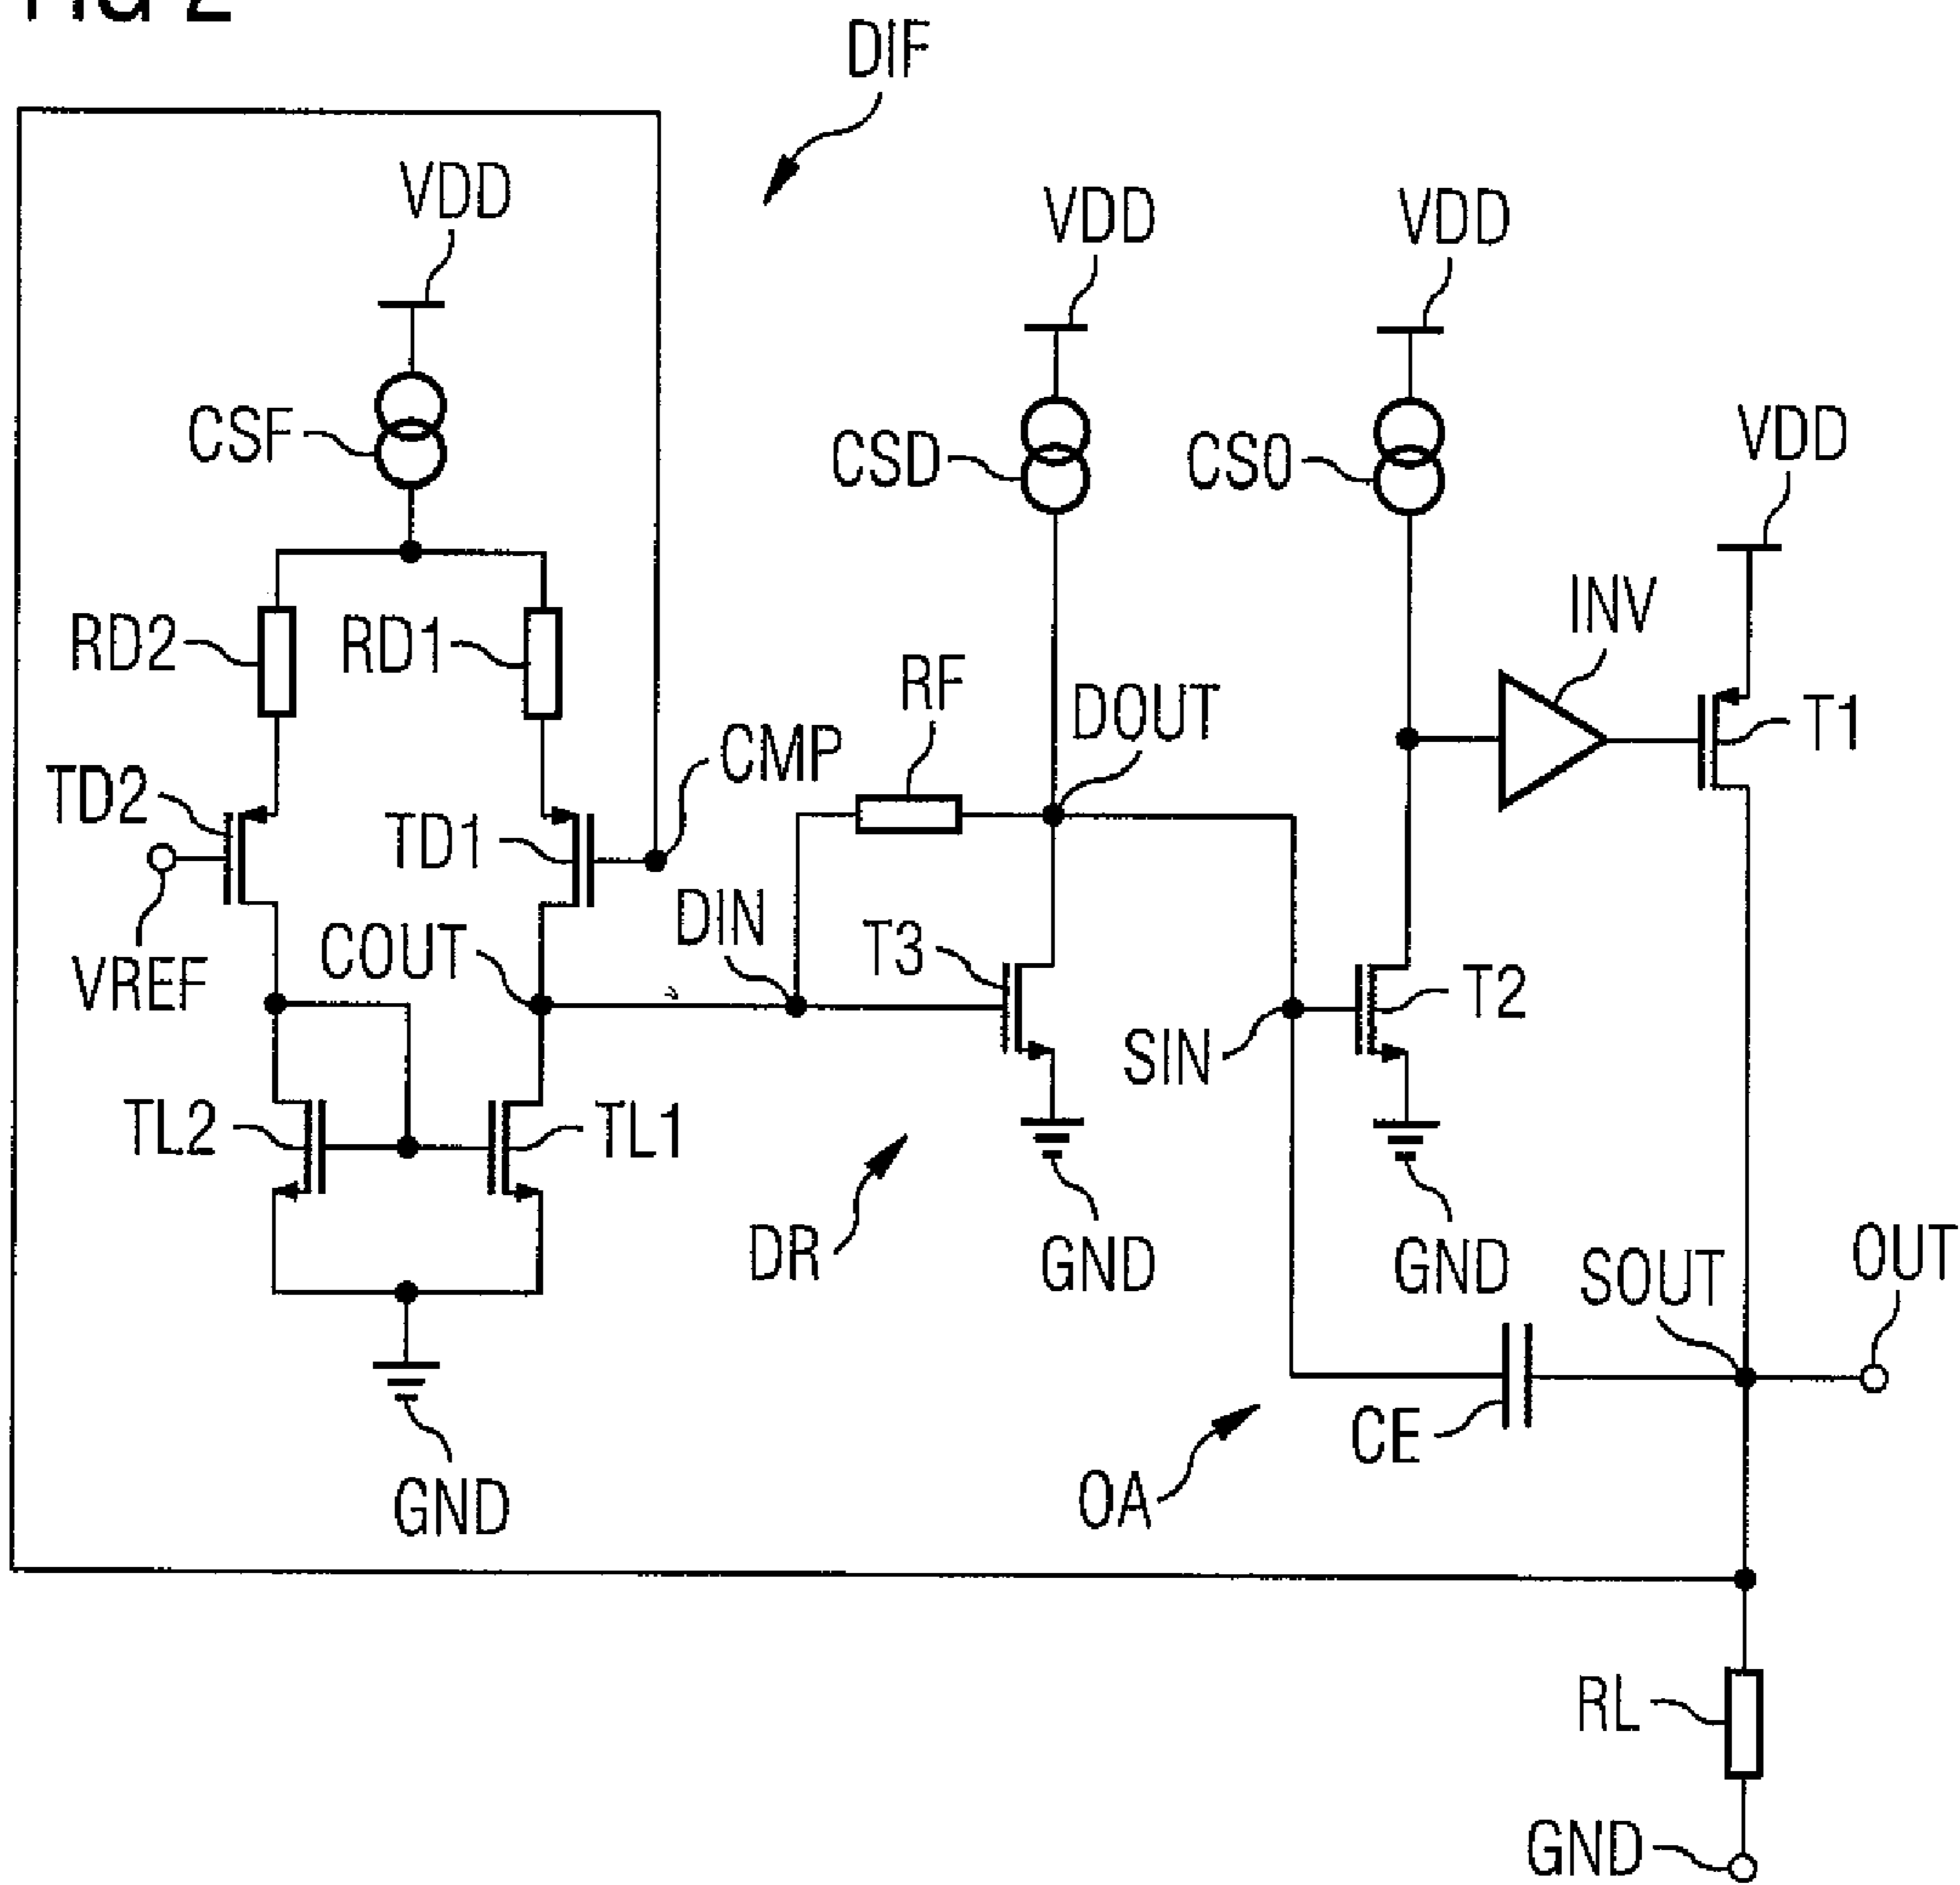 FIG 2
DIF
VDD
VDD
VDD
CSF
CSD
CSO
VDD
INV
RD2
RD1
RF
DOUT
T1
CMP
TD2
TD1
DIN
T3
COUT
VREF
T2
SIN
TL2
TL1
DR
GND
GND
SOUT
OUT
CE
OA
GND
RL
GND